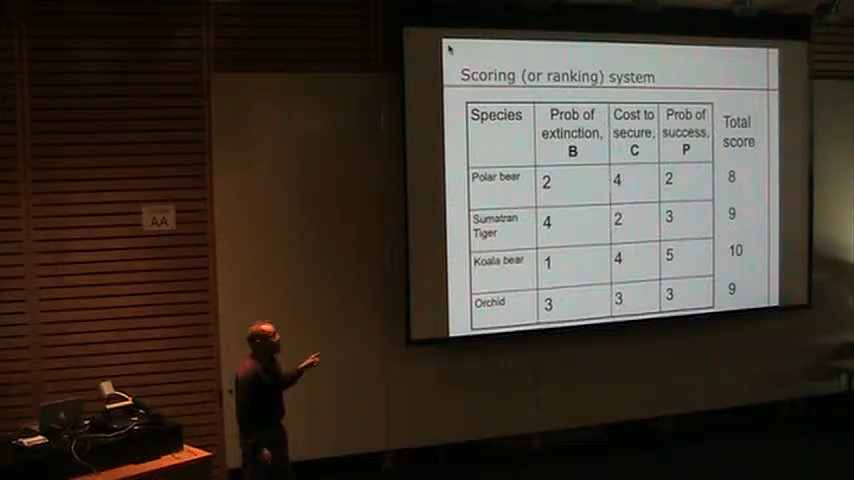 Scoring (or ranking) system
Species
Prob of
extinction,
B
Cost to
secure,
C
Prob of
success,
P
Total
score
Polar bear 2 4 2 8
Sumatran
Tiger 4 2 3 9
Koala bear 1 4 5 10
Orchid 3 3 3 9
AA